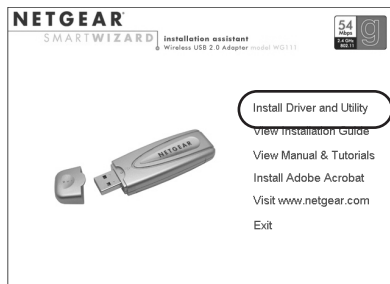 NETGEAR
SMARTWIZARD installation assistant
Wireless USB 2.0 Adapter model WG111
54
Mbps
2.4 GHz
802.11
g
Install Driver and Utility
View Installation Guide
NETGEAR
View Manual & Tutorials
Install Adobe Acrobat
Visit www.netgear.com
Exit